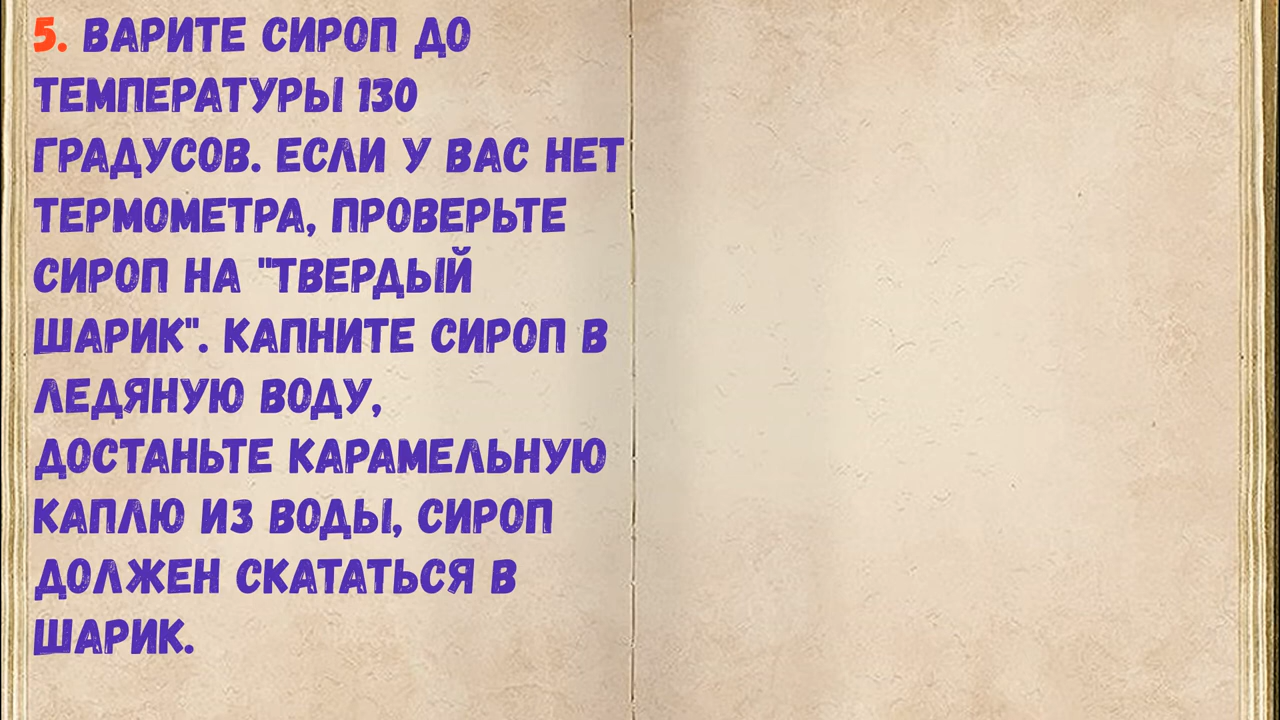 5. ВАРИТЕ СИРОП ДО
ТЕМПЕРАТУРЫ 130
ГРАДУСОВ. ЕСЛИ У ВАС НЕТ
ТЕРМОМЕТРА, ПРОВЕРЬТЕ
СИРОП НА "ТВЕРДЫЙ
ШАРИК". КАПНИТЕ СИРОП В
ЛЕДЯНУЮ ВОДУ,
ДОСТАНЬТЕ КАРАМЕЛЬНУЮ
КАПЛЮ ИЗ ВОДЫ, СИРОП
ДОЛЖЕН СКАТАТЬСЯ В
ШАРИК.